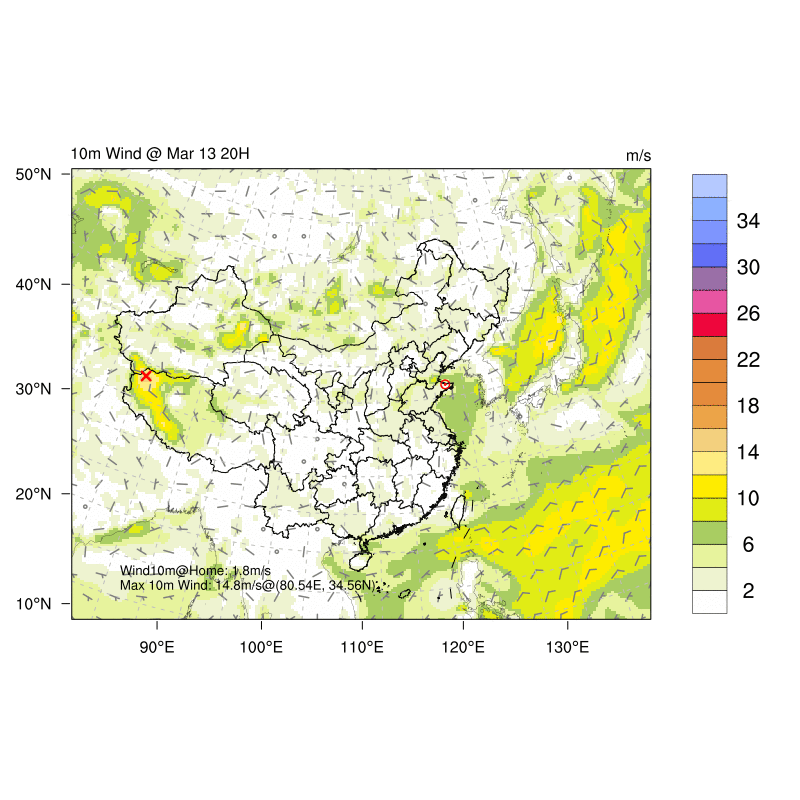 10m Wind @ Mar 13 20H
m/s
50°N
40°N
30°N
20°N
10°N
90°E
100°E
110°E
120°E
130°E
34
30
26
22
18
14
10
6
2
Wind10m@Home: 1.8m/s
Max 10m Wind: 14.8m/s@(80.54E, 34.56N)